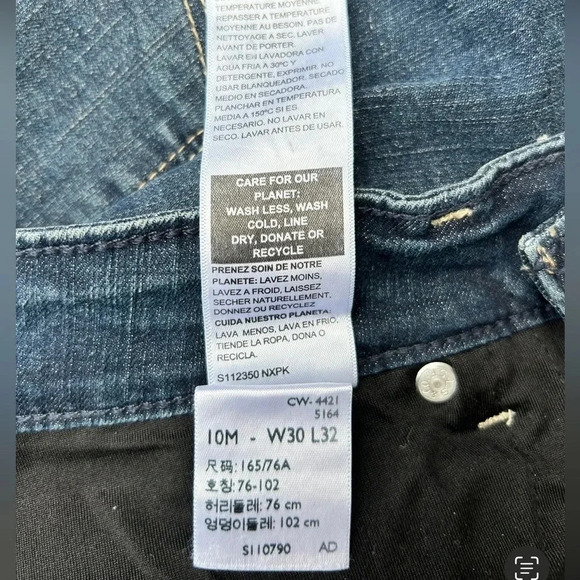 TEMPERATURE MOYENNE.
REPASSER A TEMPERATURE
MOYENNE AU BESOIN. PAS DE
NETTOYAGE A SEC. LAVER
AVANT DE PORTER.
LAVAR EN LAVADORA CON
AGUA FRIA A 30ºC Y
DETERGENTE, EXPRIMIR. NO
USAR BLANQUEADOR. SECADO
MEDIO EN SECADORA.
PLANCHAR EN TEMPERATURA
MEDIA A 150ºC SI ES
NECESARIO. NO LAVAR EN
SECO. LAVAR ANTES DE USAR.
CARE FOR OUR
PLANET:
WASH LESS, WASH
COLD, LINE
DRY, DONATE OR
RECYCLE
PRENEZ SOIN DE NOTRE
PLANETE: LAVEZ MOINS,
LAVEZ A FROID, LAISSEZ
SECHER NATURELLEMENT,
DONNEZ OU RECYCLEZ
CUIDA NUESTRO PLANETA:
LAVA MENOS, LAVA EN FRIO,
TIENDE LA ROPA, DONA O
RECICLA.
S112350 NXPK
CW- 4421
5164
10M - W30 L32
尺码: 165/76A
호칭: 76-102
허리둘레: 76 cm
엉덩이둘레: 102 cm
S110790 AD